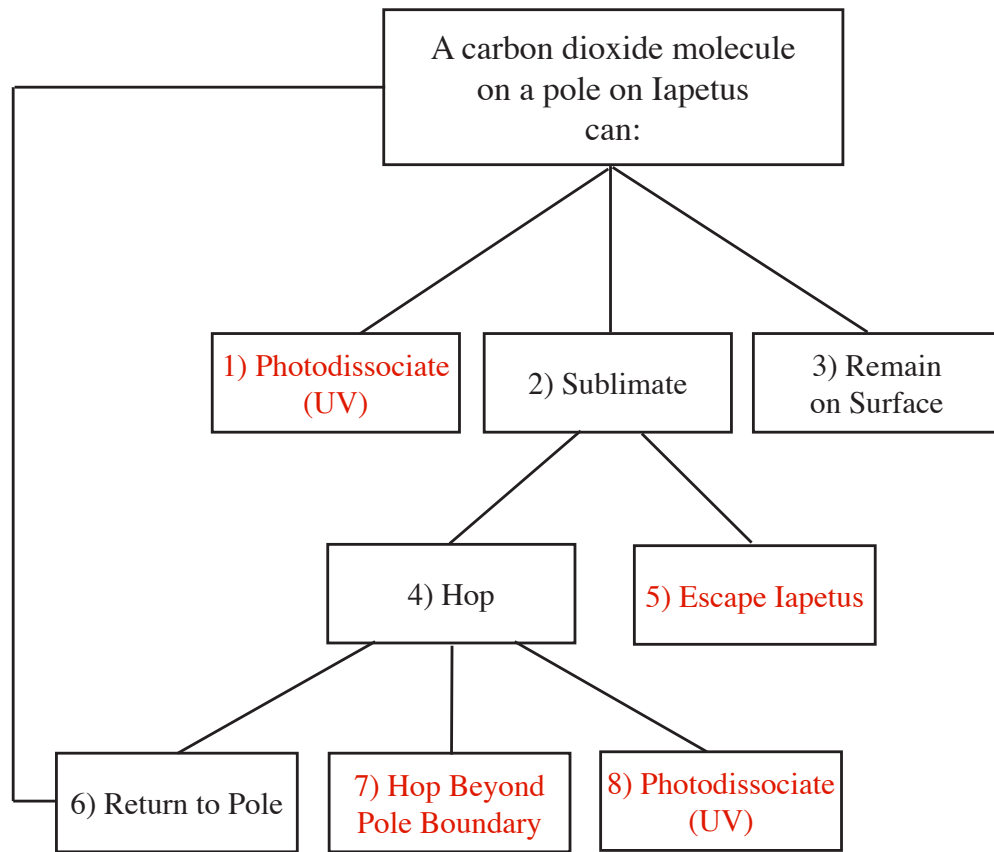 A carbon dioxide molecule
on a pole on Iapetus
can:
1) Photodissociate
(UV)
2) Sublimate
3) Remain
on Surface
4) Hop
5) Escape Iapetus
6) Return to Pole
7) Hop Beyond
Pole Boundary
8) Photodissociate
(UV)